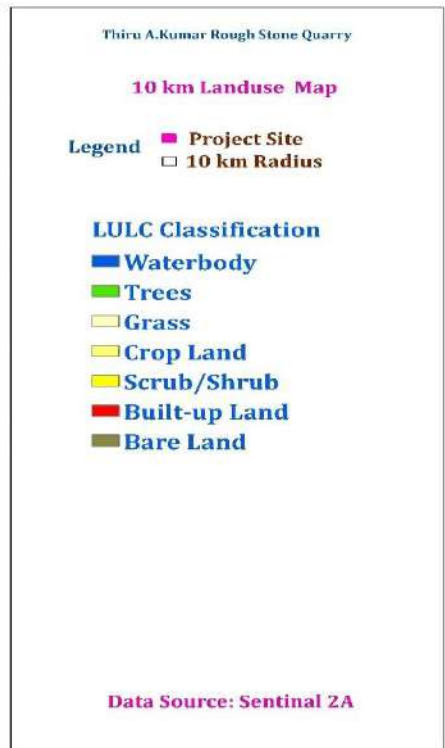 Thiru A.Kumar Rough Stone Quarry
10 km Landuse Map
Legend
Project Site
10 km Radius
LULC Classification
Waterbody
Trees
Grass
Crop Land
Scrub/Shrub
Built-up Land
Bare Land
Data Source: Sentinal 2A